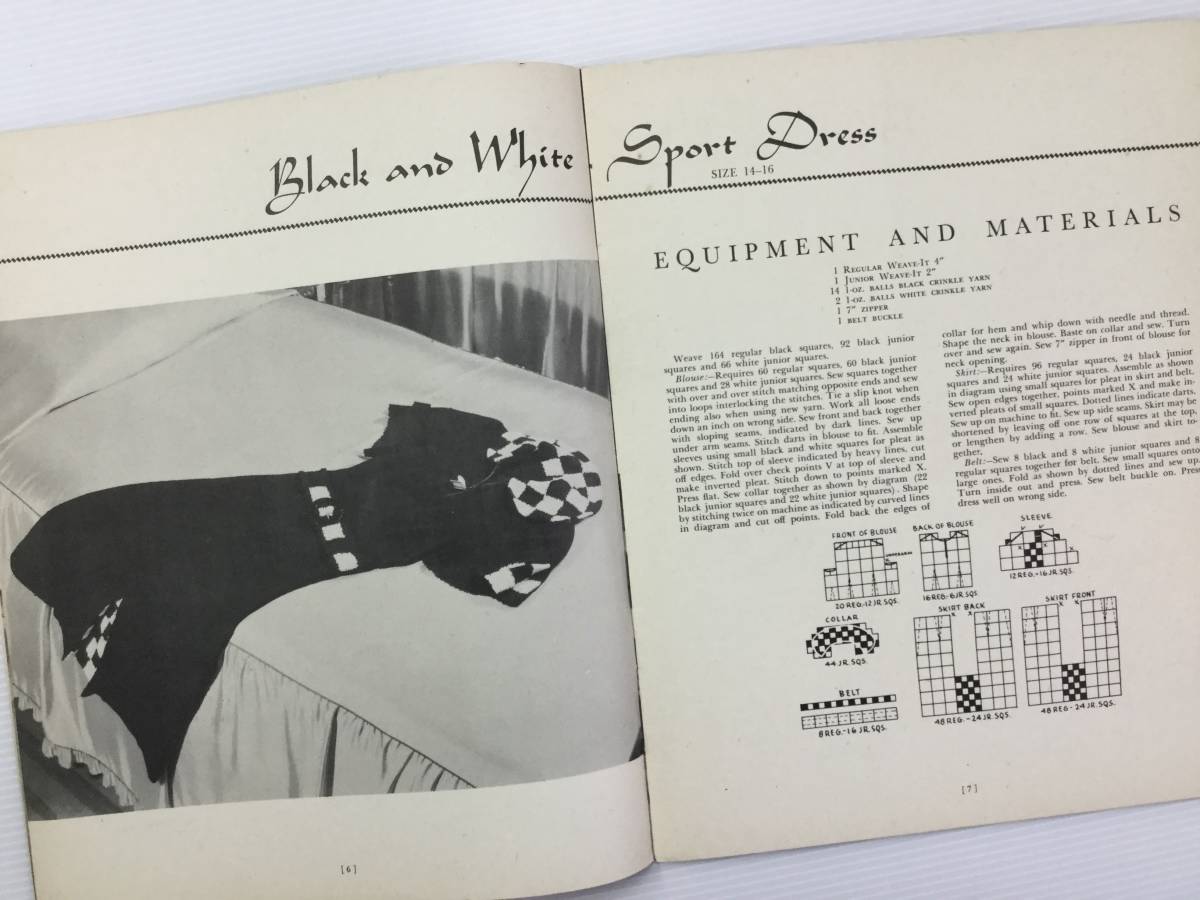 Black and White Sport Dress
SIZE 14-16
EQUIPMENT AND MATERIALS
1 REGULAR WEAVE-IT 4"
1 JUNIOR WEAVE-IT 2"
14 1-OZ. BALLS BLACK CRINKLE YARN
2 1-OZ. BALLS WHITE CRINKLE YARN
1 7" ZIPPER
1 BELT BUCKLE
Weave 164 regular black squares, 92 black junior
squares and 66 white junior squares.
Blouse:—Requires 60 regular squares, 60 black junior
squares and 28 white junior squares. Sew squares together
with over and over stitch matching opposite ends and sew
into loops interlocking the stitches. Tie a slip knot when
ending also when using new yarn. Work all loose ends
down an inch on wrong side. Sew front and back together
with sloping seams, indicated by dark lines. Sew up
under arm seams. Stitch darts in blouse to fit. Assemble
sleeves using small black and white squares for pleat as
shown. Stitch top of sleeve indicated by heavy lines, cut
off edges. Fold over check points V at top of sleeve and
make inverted pleat. Stitch down to points marked X.
Press flat. Sew collar together as shown by diagram (22
black junior squares and 22 white junior squares). Shape
by stitching twice on machine as indicated by curved lines
in diagram and cut off points. Fold back the edges of
collar for hem and whip down with needle and thread.
Shape the neck in blouse. Baste on collar and sew. Turn
over and sew again. Sew 7" zipper in front of blouse for
neck opening.
Skirt:—Requires 96 regular squares, 24 black junior
squares and 24 white junior squares. Assemble as shown
in diagram using small squares for pleat in skirt and belt.
Sew open edges together, points marked X and make in-
verted pleats of small squares. Dotted lines indicate darts.
Sew up on machine to fit. Sew up side seams. Skirt may be
shortened by leaving off one row of squares at the top,
or lengthen by adding a row. Sew blouse and skirt to-
gether.
Belt:—Sew 8 black and 8 white junior squares and 8
regular squares together for belt. Sew small squares onto
large ones. Fold as shown by dotted lines and sew up.
Turn inside out and press. Sew belt buckle on. Press
dress well on wrong side.
FRONT OF BLOUSE
UNDERARM
20 REG.-12 JR. SQS.
BACK OF BLOUSE
16 REG.-6 JR. SQS.
SLEEVE
V V
X X
12 REG.-16 JR. SQS.
COLLAR
44 JR. SQS.
BELT
8 REG.-16 JR. SQS.
SKIRT BACK
X X
48 REG.-24 JR. SQS.
SKIRT FRONT
X X
48 REG-24 JR. SQS.
[6]
[7]